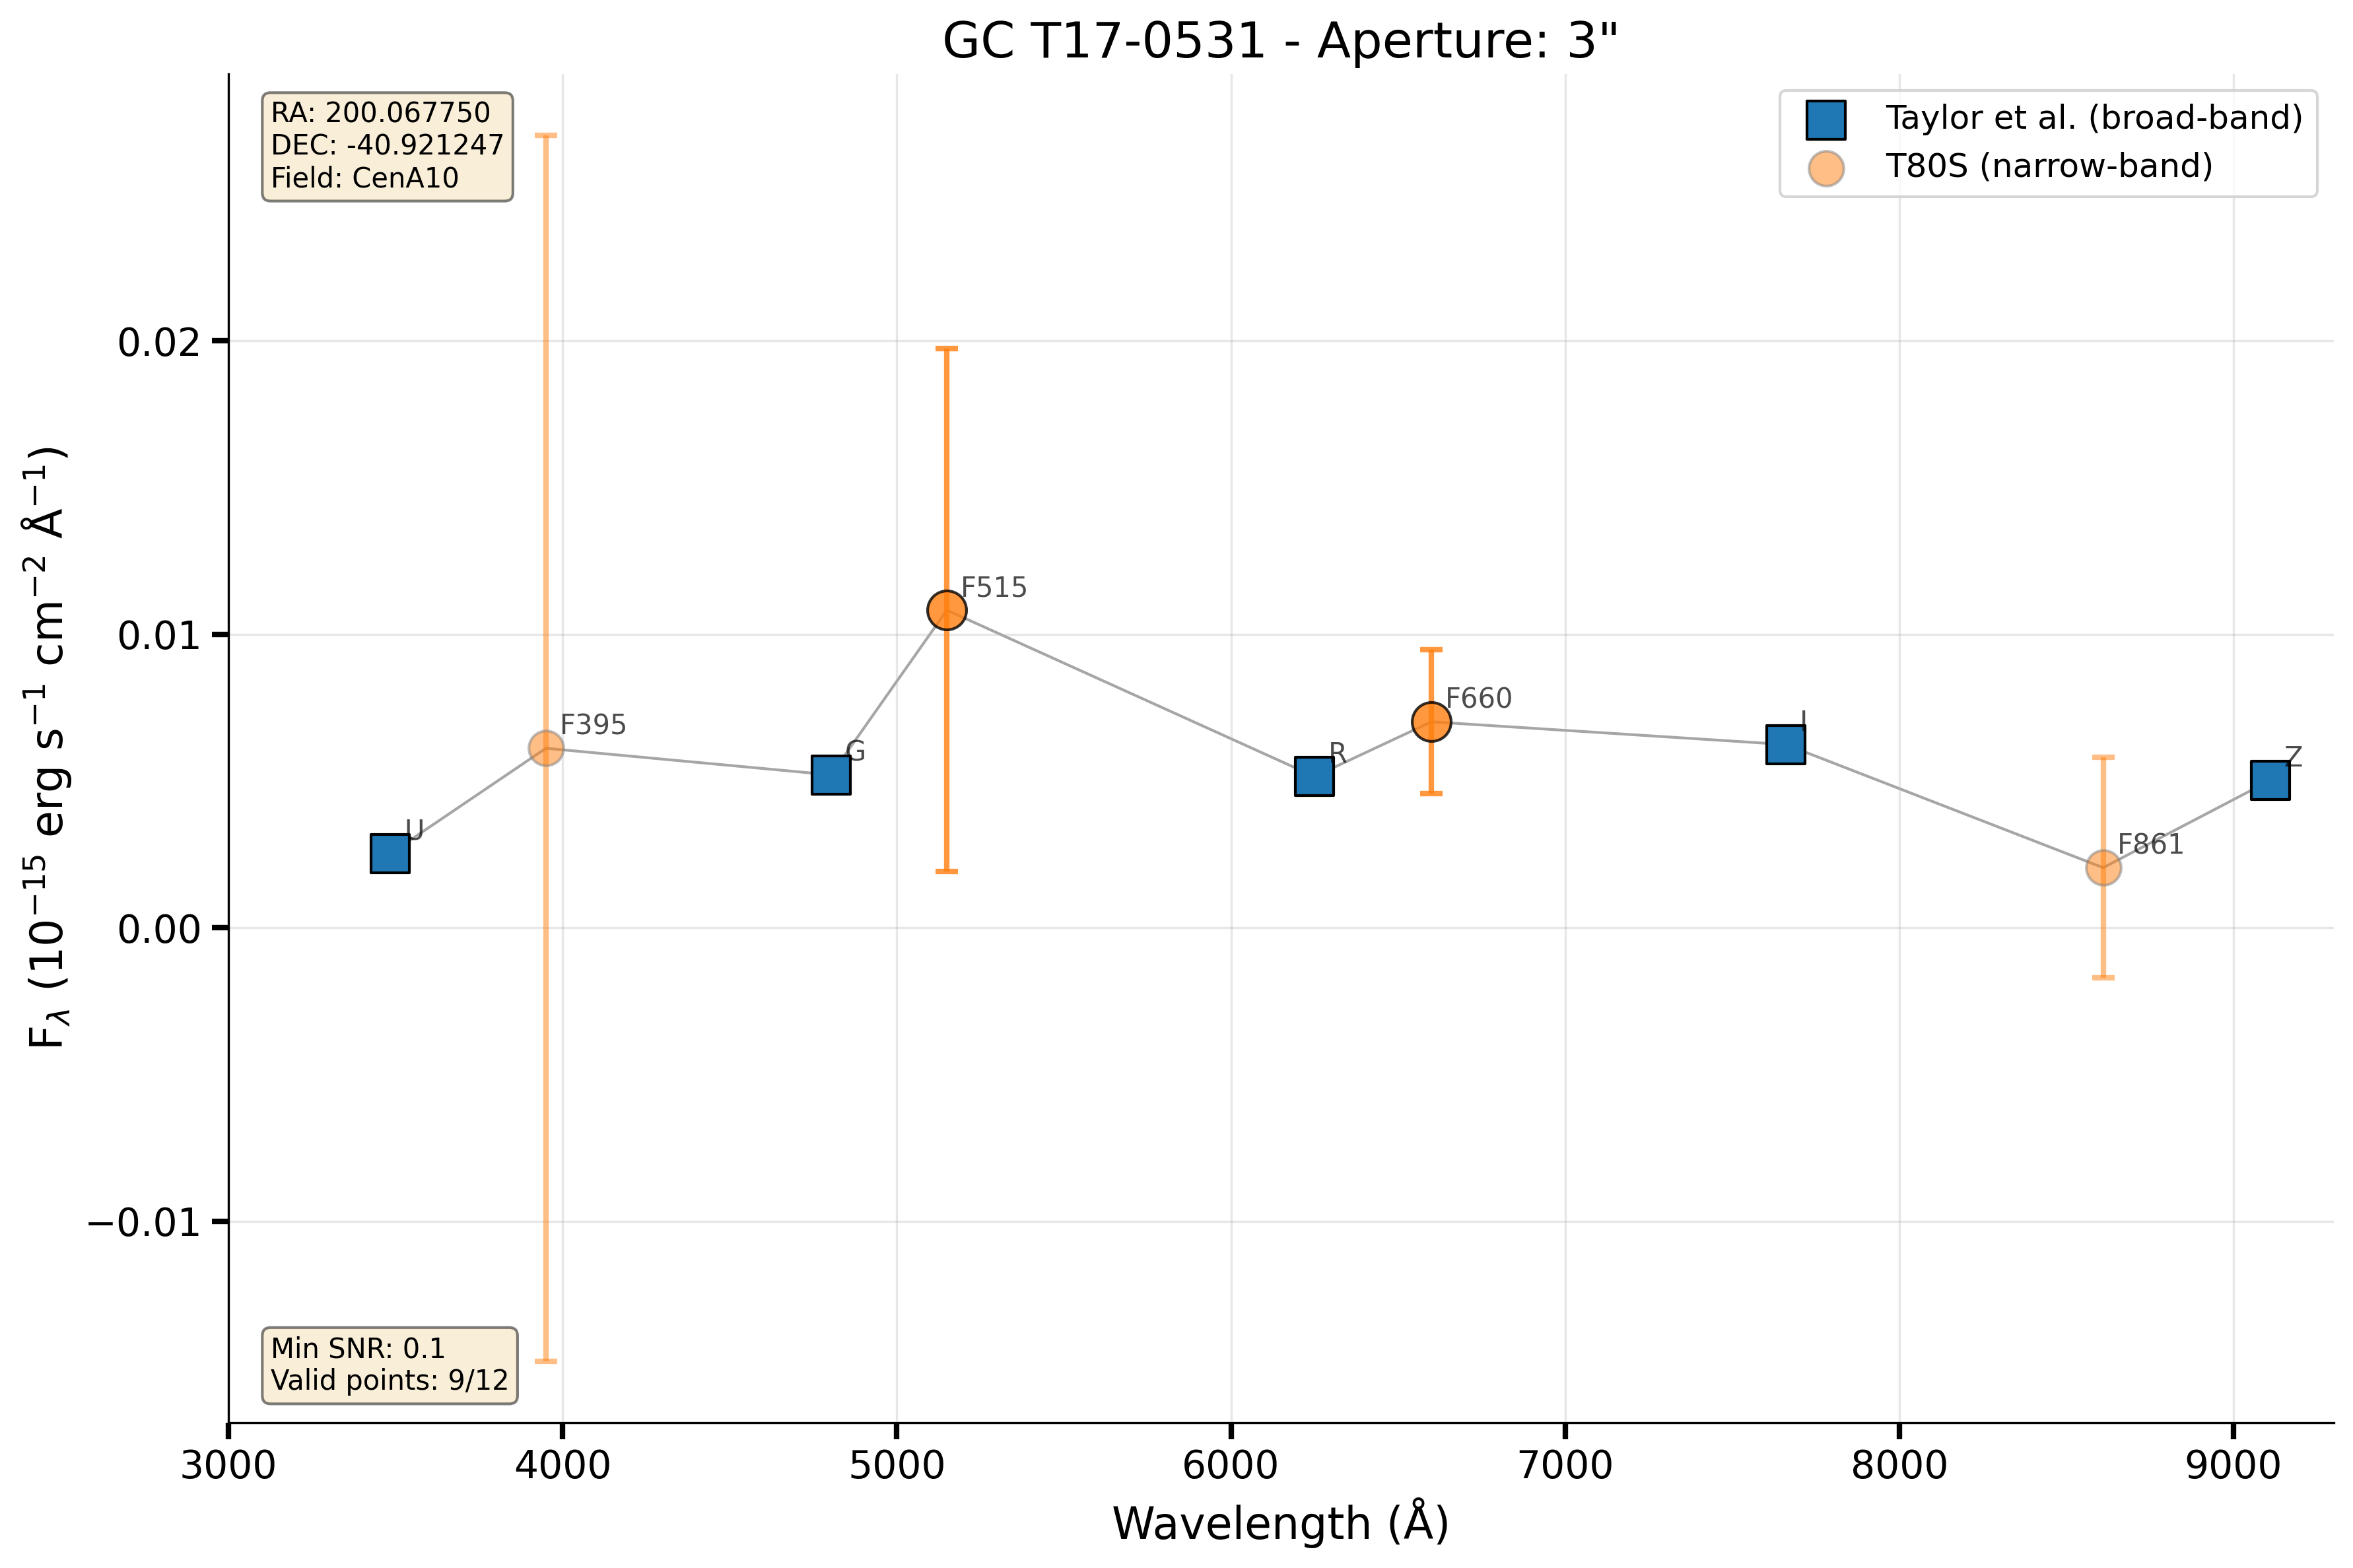 GC T17-0531 - Aperture: 3"
RA: 200.067750
DEC: -40.921247
Field: CenA10
Taylor et al. (broad-band)
T80S (narrow-band)
0.02
0.01
0.00
−0.01
F_λ (10⁻¹⁵ erg s⁻¹ cm⁻² Å⁻¹)
U
F395
G
F515
R
F660
I
F861
Z
Min SNR: 0.1
Valid points: 9/12
3000 4000 5000 6000 7000 8000 9000
Wavelength (Å)